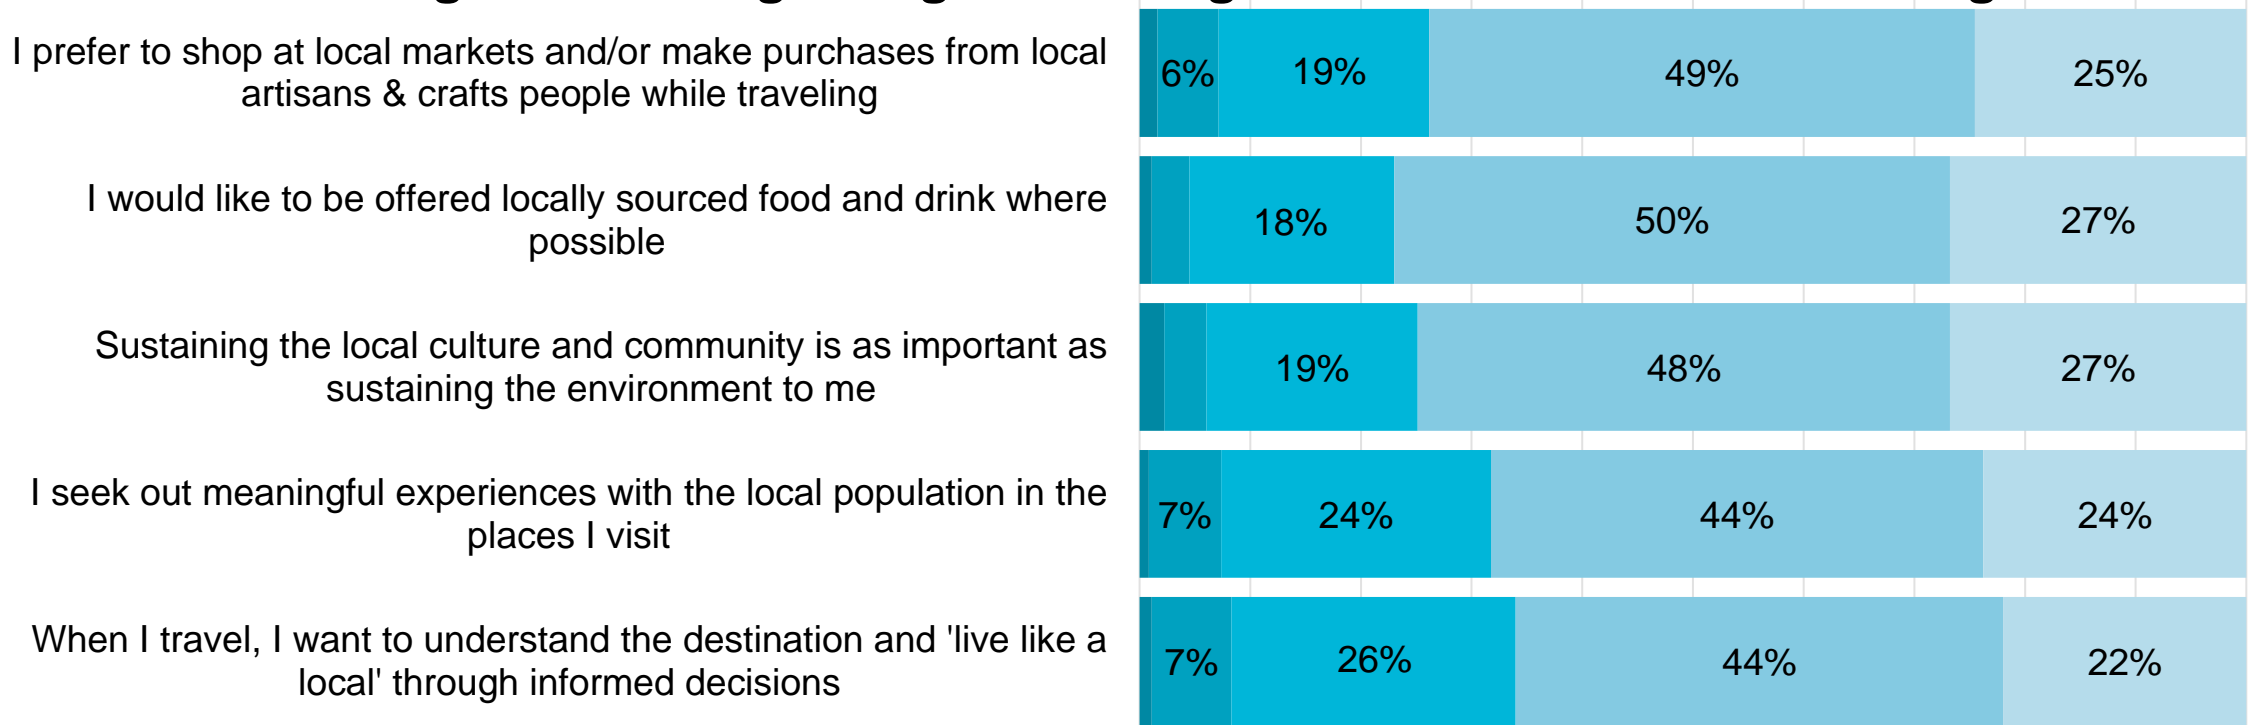 I prefer to shop at local markets and/or make purchases from local
artisans & crafts people while traveling
6% 19% 49% 25%
I would like to be offered locally sourced food and drink where
possible
18% 50% 27%
Sustaining the local culture and community is as important as
sustaining the environment to me
19% 48% 27%
I seek out meaningful experiences with the local population in the
places I visit
7% 24% 44% 24%
When I travel, I want to understand the destination and 'live like a
local' through informed decisions
7% 26% 44% 22%